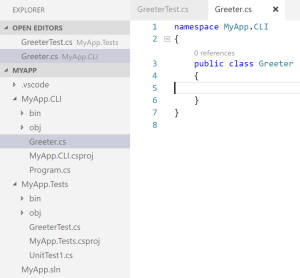 EXPLORER
OPEN EDITORS
GreeterTest.cs MyApp.Tests
Greeter.cs MyApp.CLI
MYAPP
.vscode
MyApp.CLI
bin
obj
Greeter.cs
MyApp.CLI.csproj
Program.cs
MyApp.Tests
bin
obj
GreeterTest.cs
MyApp.Tests.csproj
UnitTest1.cs
MyApp.sln
GreeterTest.cs Greeter.cs
1 namespace MyApp.CLI
2 {
0 references
3 public class Greeter
4 {
5
6 }
7 }
8